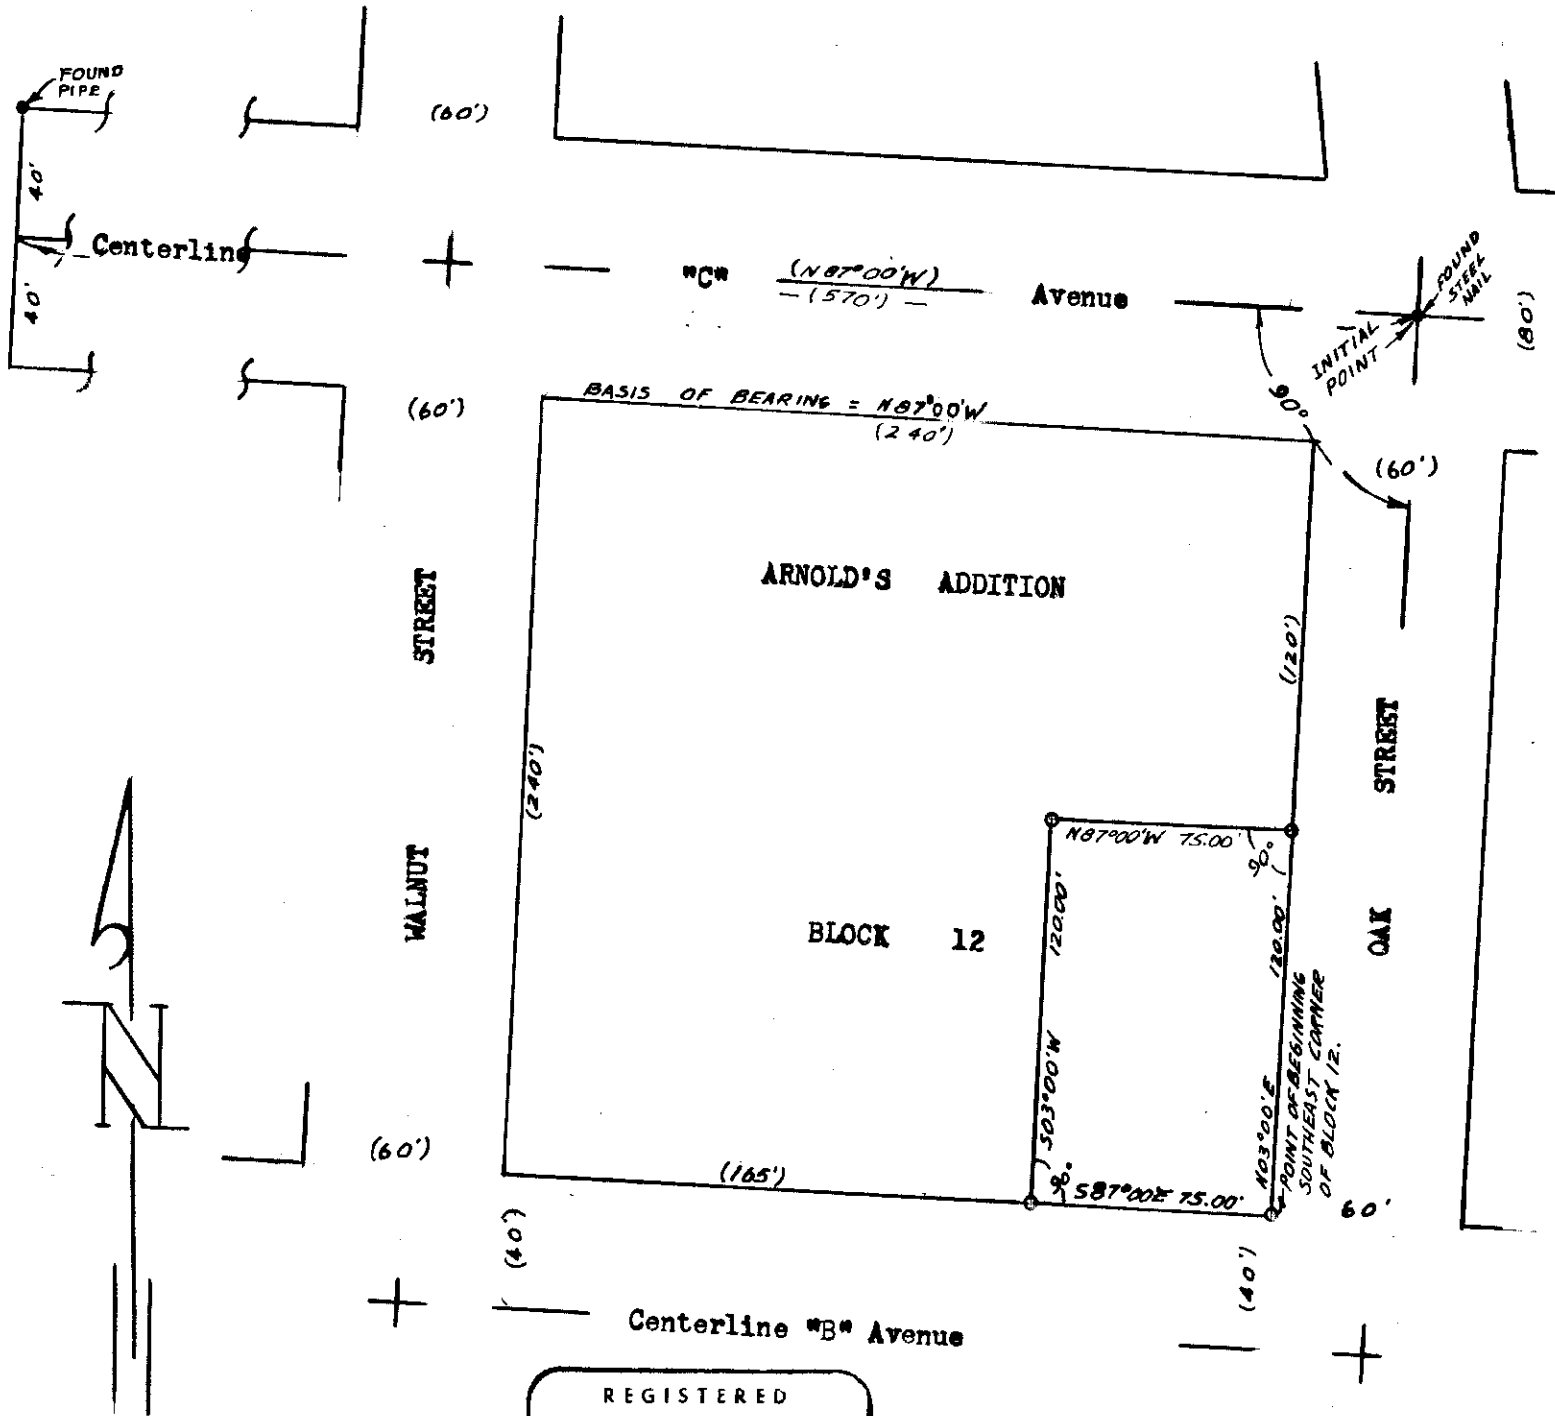 FOUND
PIPE
(60')
40'
Centerline
40'
"C"
(N87°00'W)
— (570') —
Avenue
FOUND
STEEL
NAIL
INITIAL
POINT
(80')
90°
(60')
BASIS OF BEARING = N87°00'W
(240')
(60')
ARNOLD'S ADDITION
STREET
WALNUT
(240')
(120')
STREET
OAK
N87°00'W 75.00'
90°
BLOCK 12
120.00'
S03°00'W
120.00'
N03°00'E
POINT OF BEGINNING
SOUTHEAST CORNER
OF BLOCK 12.
90°
S87°00'E 75.00'
(165')
(60')
60'
(40')
(40')
N
Centerline "B" Avenue
REGISTERED